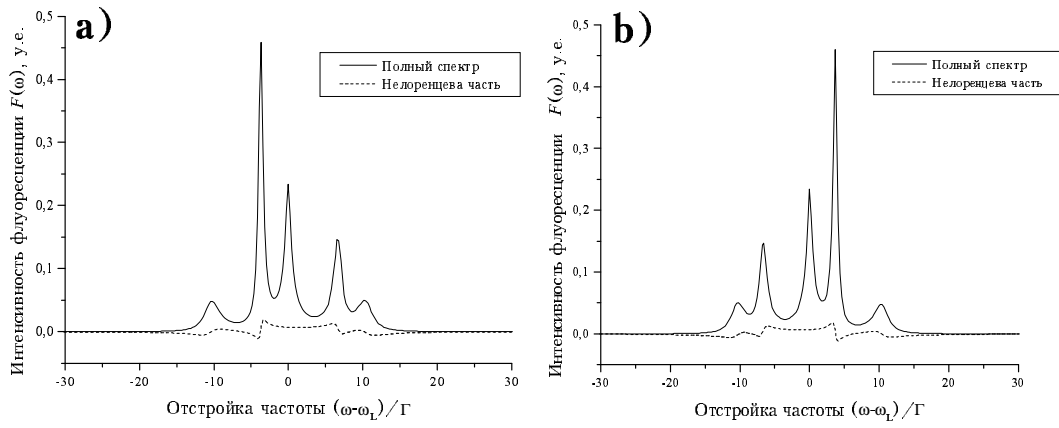 a)
Интенсивность флуоресценции F(ω), у.е.
0,5
0,4
0,3
0,2
0,1
0,0
Полный спектр
Нелоренцева часть
-30
-20
-10
0
10
20
30
Отстройка частоты (ω-ω_L)/Γ
b)
Интенсивность флуоресценции F(ω), у.е.
0,5
0,4
0,3
0,2
0,1
0,0
Полный спектр
Нелоренцева часть
-30
-20
-10
0
10
20
30
Отстройка частоты (ω-ω_L)/Γ